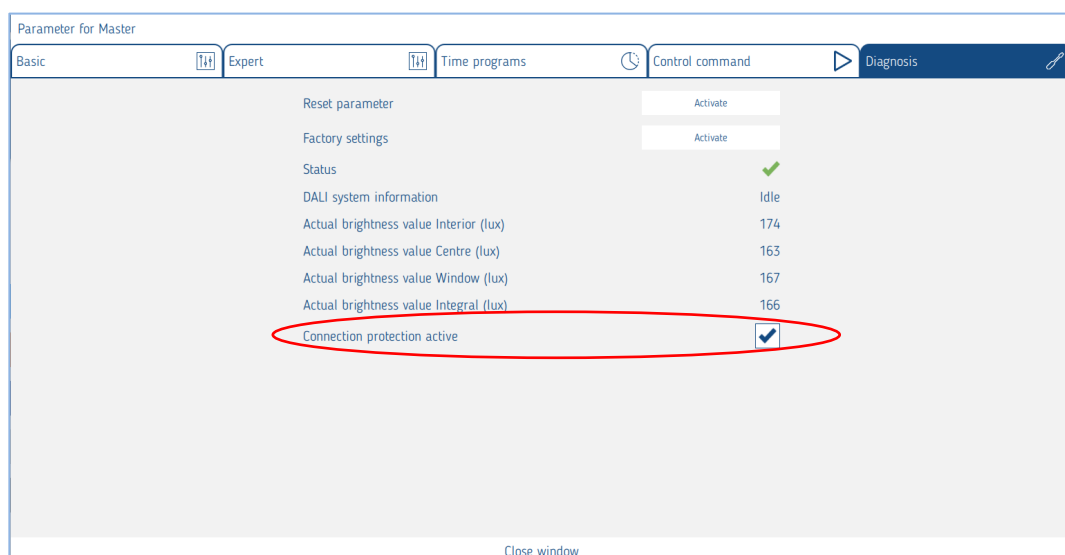 Parameter for Master
Basic Expert Time programs Control command Diagnosis
Reset parameter Activate
Factory settings Activate
Status
DALI system information Idle
Actual brightness value Interior (lux) 174
Actual brightness value Centre (lux) 163
Actual brightness value Window (lux) 167
Actual brightness value Integral (lux) 166
Connection protection active
Close window